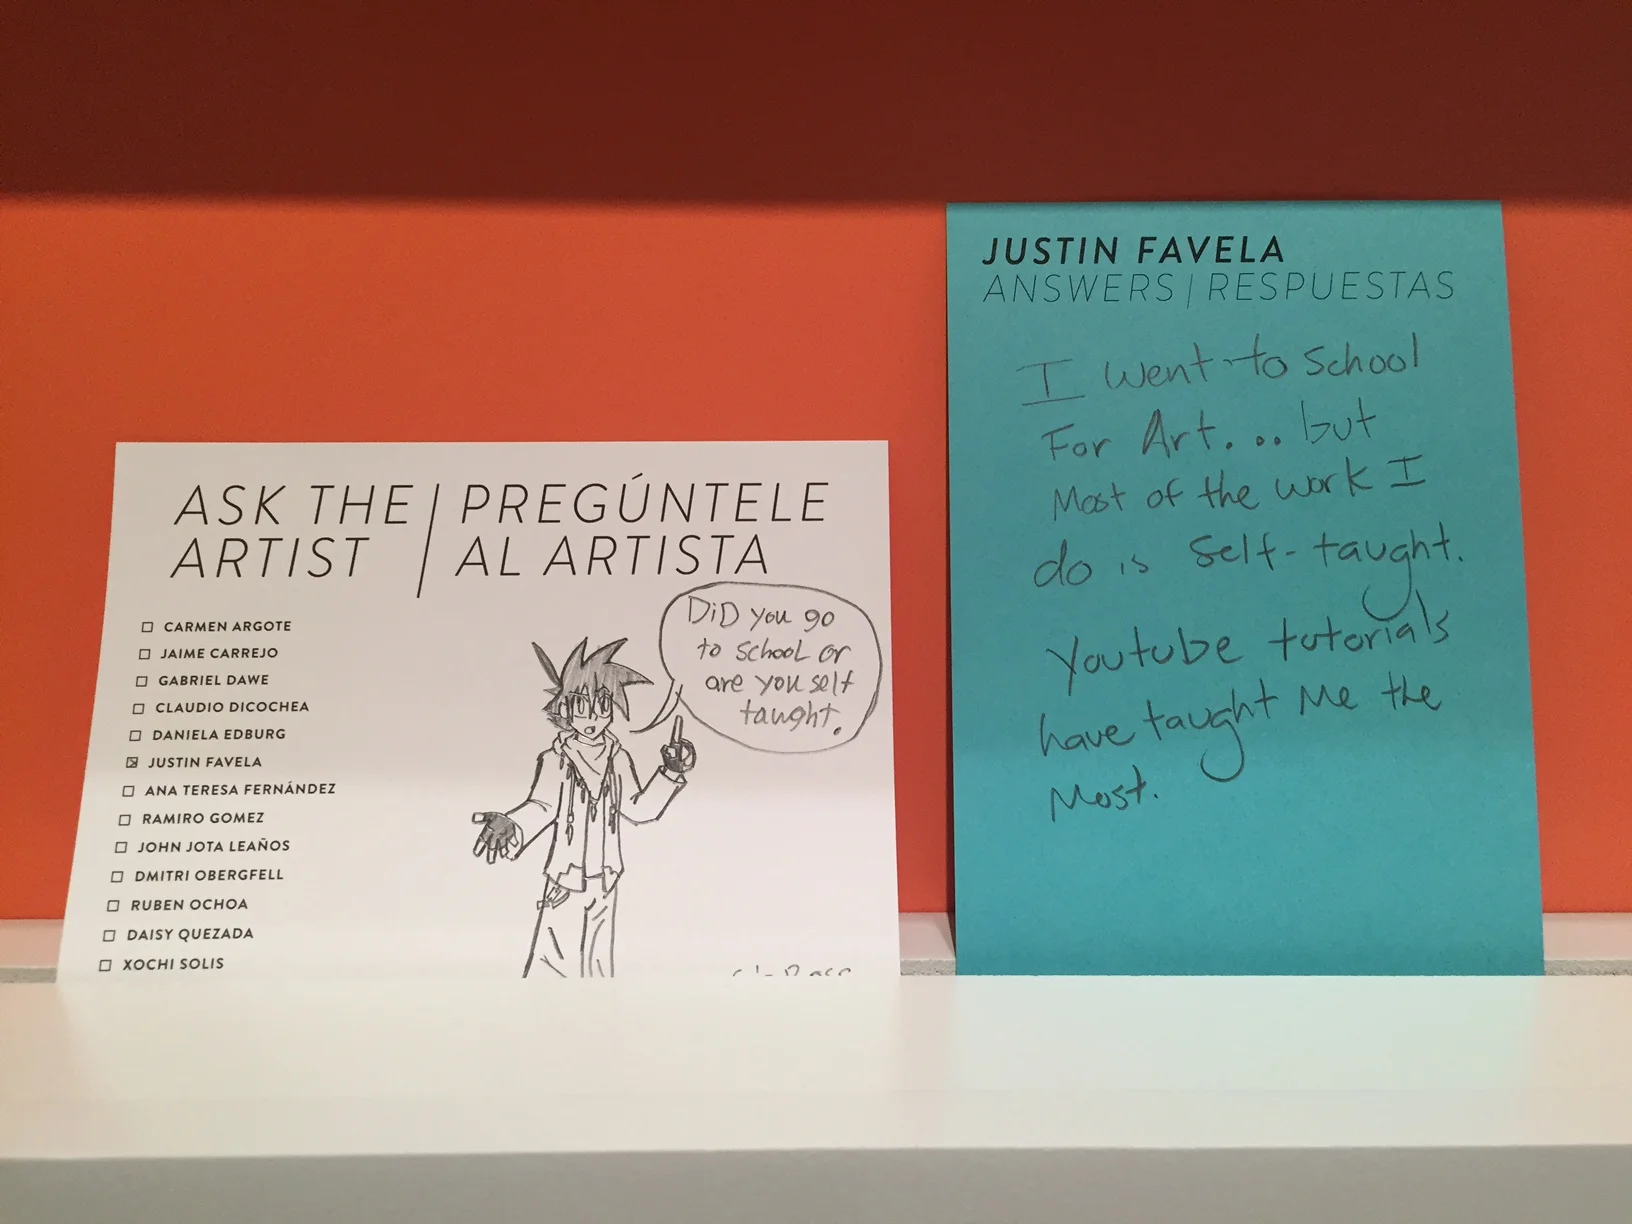 ASK THE ARTIST | PREGÚNTELE AL ARTISTA
CARMEN ARGOTE
JAIME CARREJO
GABRIEL DAWE
CLAUDIO DICOCHEA
DANIELA EDBURG
JUSTIN FAVELA
ANA TERESA FERNÁNDEZ
RAMIRO GOMEZ
JOHN JOTA LEAÑOS
DMITRI OBERGFELL
RUBEN OCHOA
DAISY QUEZADA
XOCHI SOLIS
DiD you go
to school or
are you self
taught.
JUSTIN FAVELA
ANSWERS | RESPUESTAS
I went to School
For Art.... but
Most of the work I
do is Self-taught.
Youtube tutorials
have taught Me the
Most.